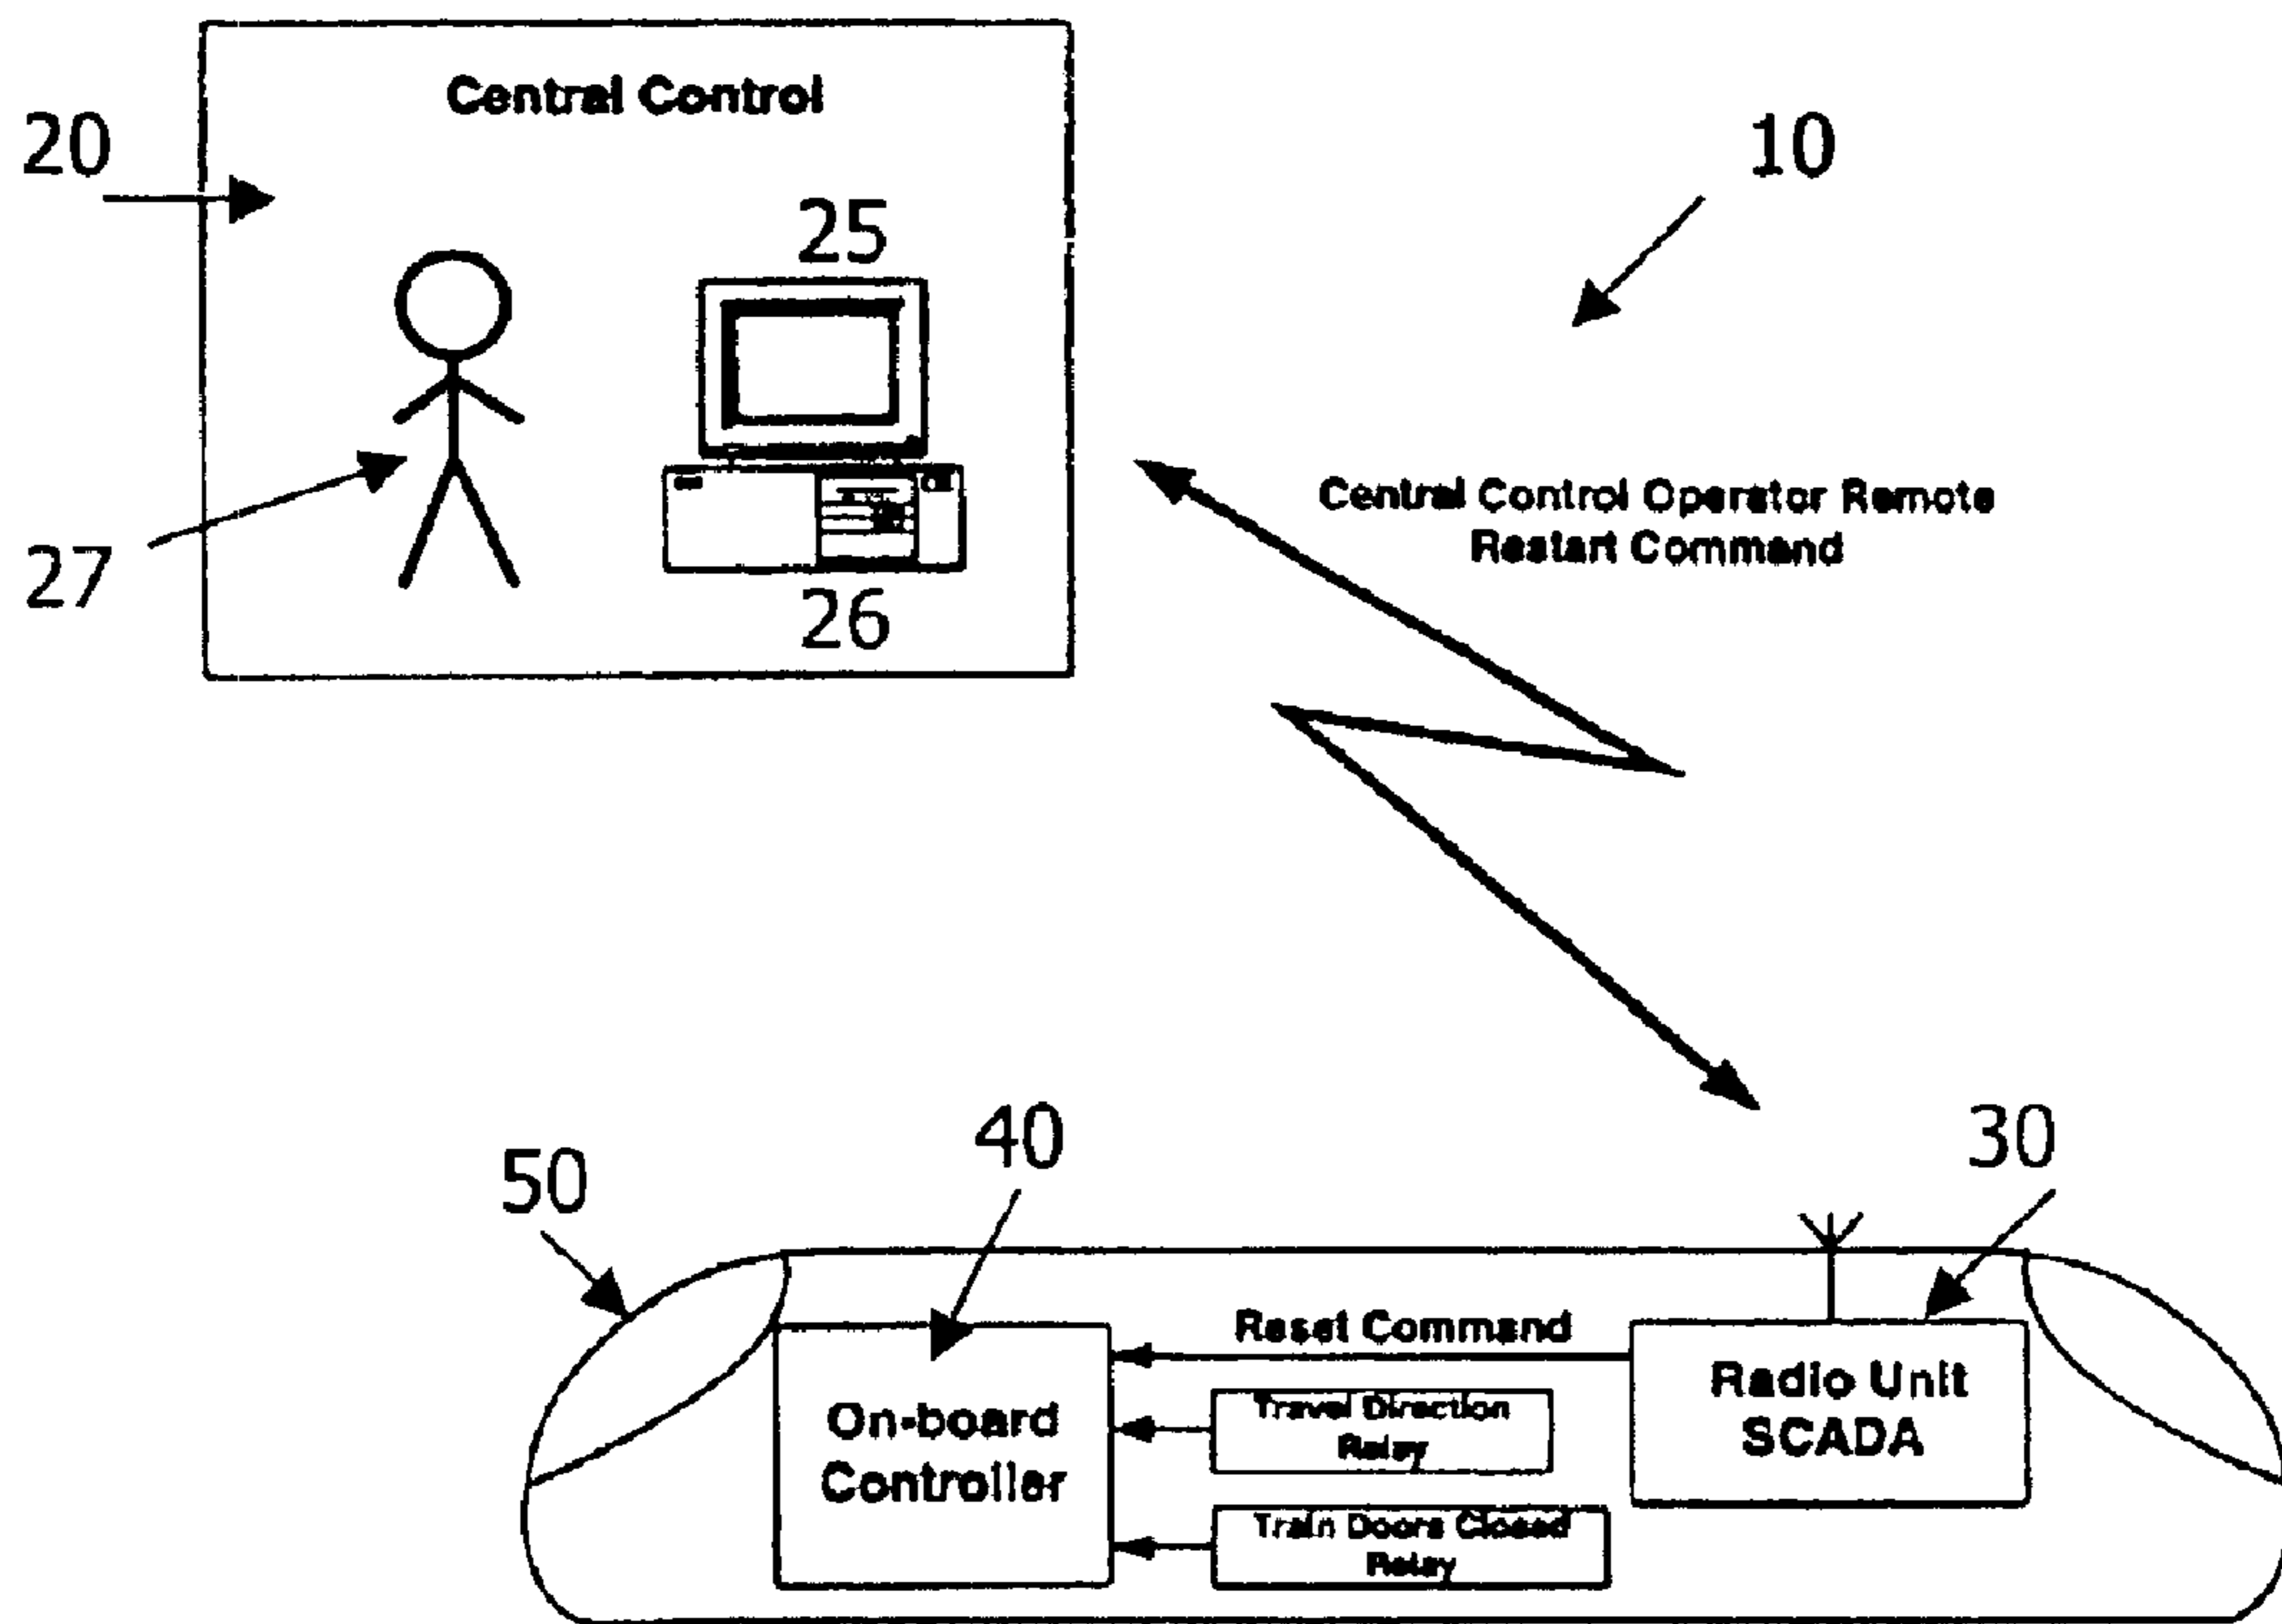 Central Control
20
10
25
Central Control Operator Remote
Restart Command
27
26
40
30
50
Reset Command
Radio Unit
SCADA
Travel Direction
Relay
On-board
Controller
Train Doors Closed
Relay